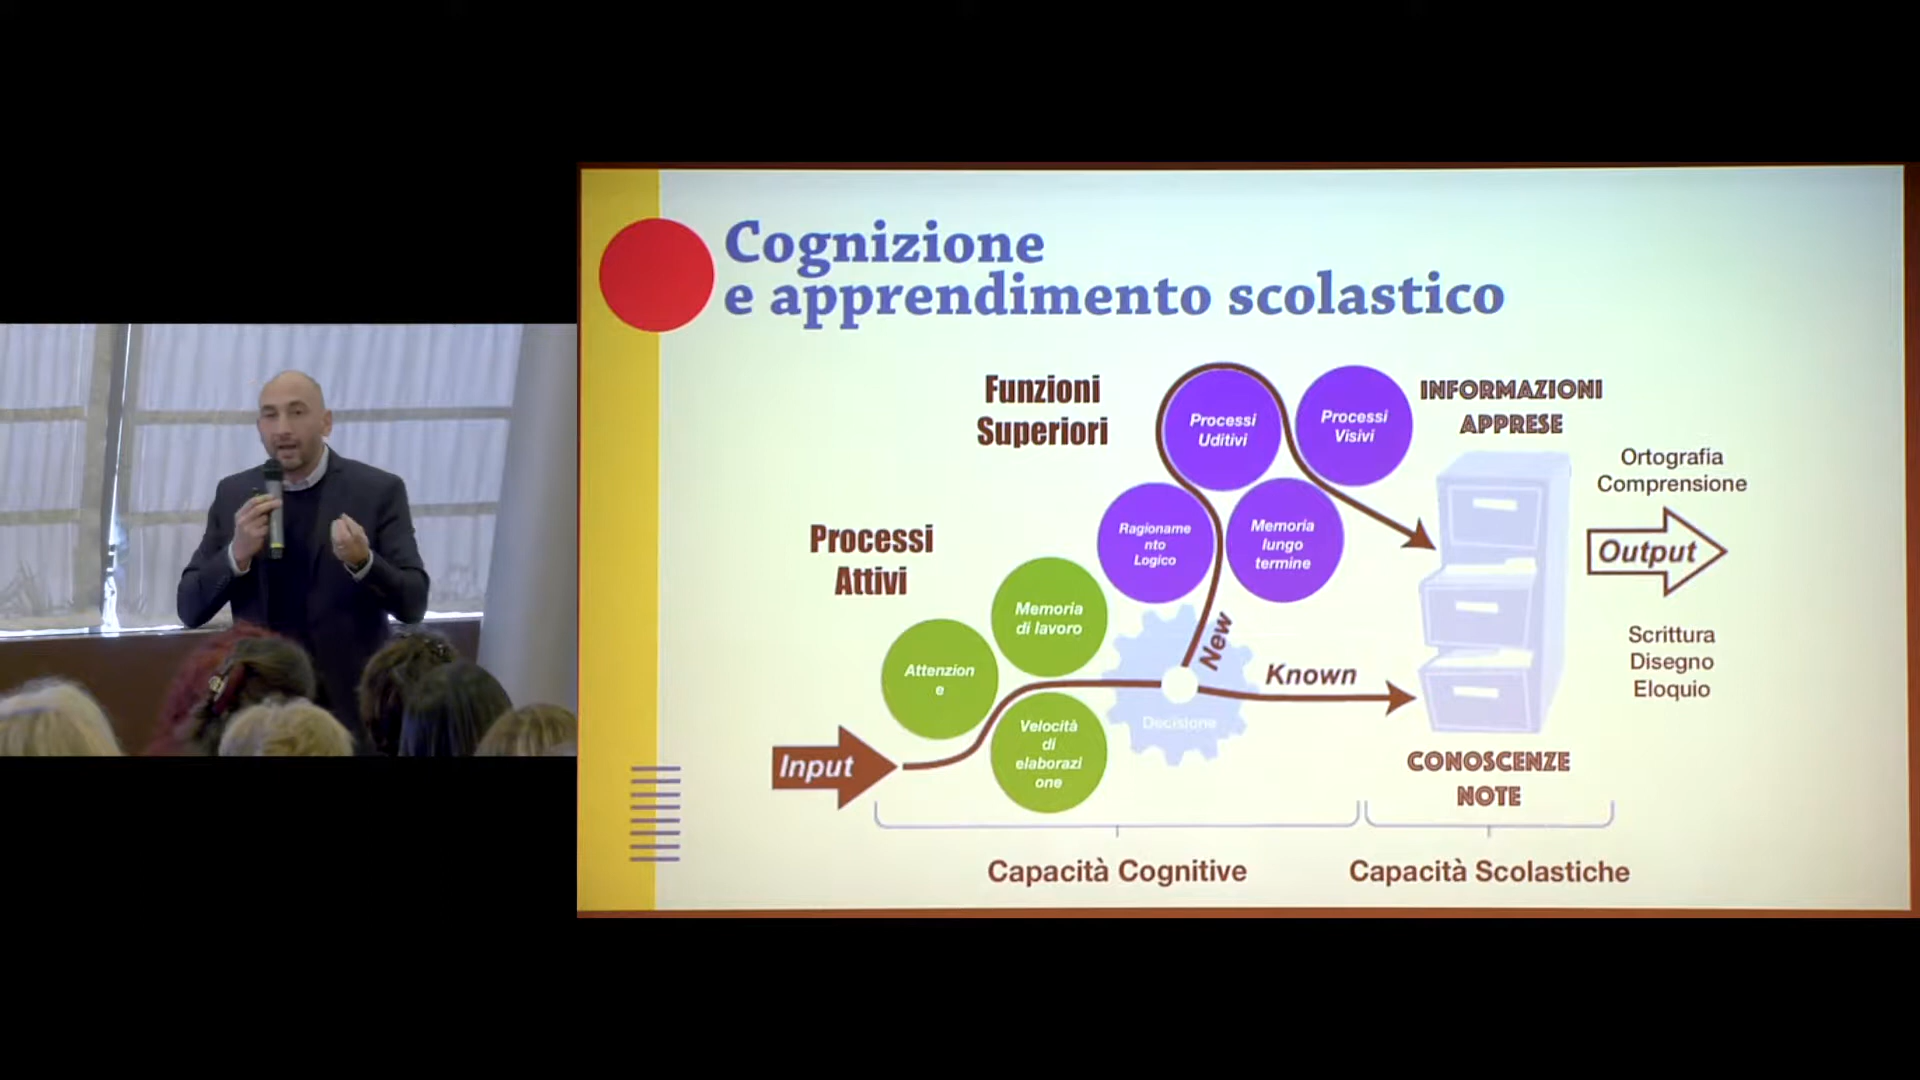 Cognizione
e apprendimento scolastico
Funzioni
Superiori
Processi
Uditivi
Processi
Visivi
INFORMAZIONI
APPRESE
Ortografia
Comprensione
Output
Scrittura
Disegno
Eloquio
Processi
Attivi
Ragioname
nto
Logico
Memoria
lungo
termine
Memoria
di lavoro
Attenzion
e
Velocità
di
elaborazi
one
Input
Decisione
New
Known
CONOSCENZE
NOTE
Capacità Cognitive
Capacità Scolastiche